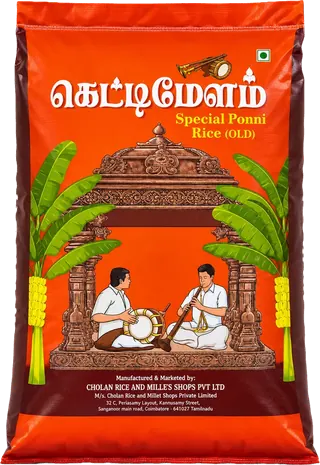 கெட்டிமேளம்
Special Ponni
Rice (OLD)
Manufactured & Marketed by:
CHOLAN RICE AND MILLE'S SHOPS PVT LTD
M/s. Cholan Rice and Millet Shops Private Limited
32 C, Periasamy Layout, Kannusamy Street,
Sanganoor main road, Coimbatore - 641027 Tamilnadu